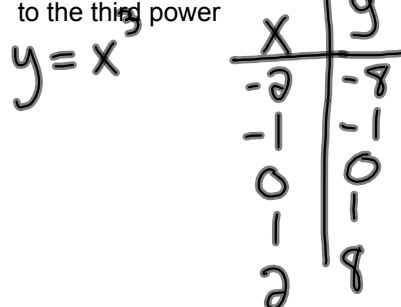 to the third power
y = x³
x y
-2 -8
-1 -1
0 0
1 1
2 8